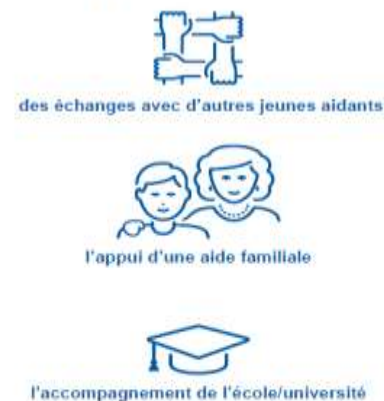 des échanges avec d'autres jeunes aidants
l'appui d'une aide familiale
l'accompagnement de l'école/université